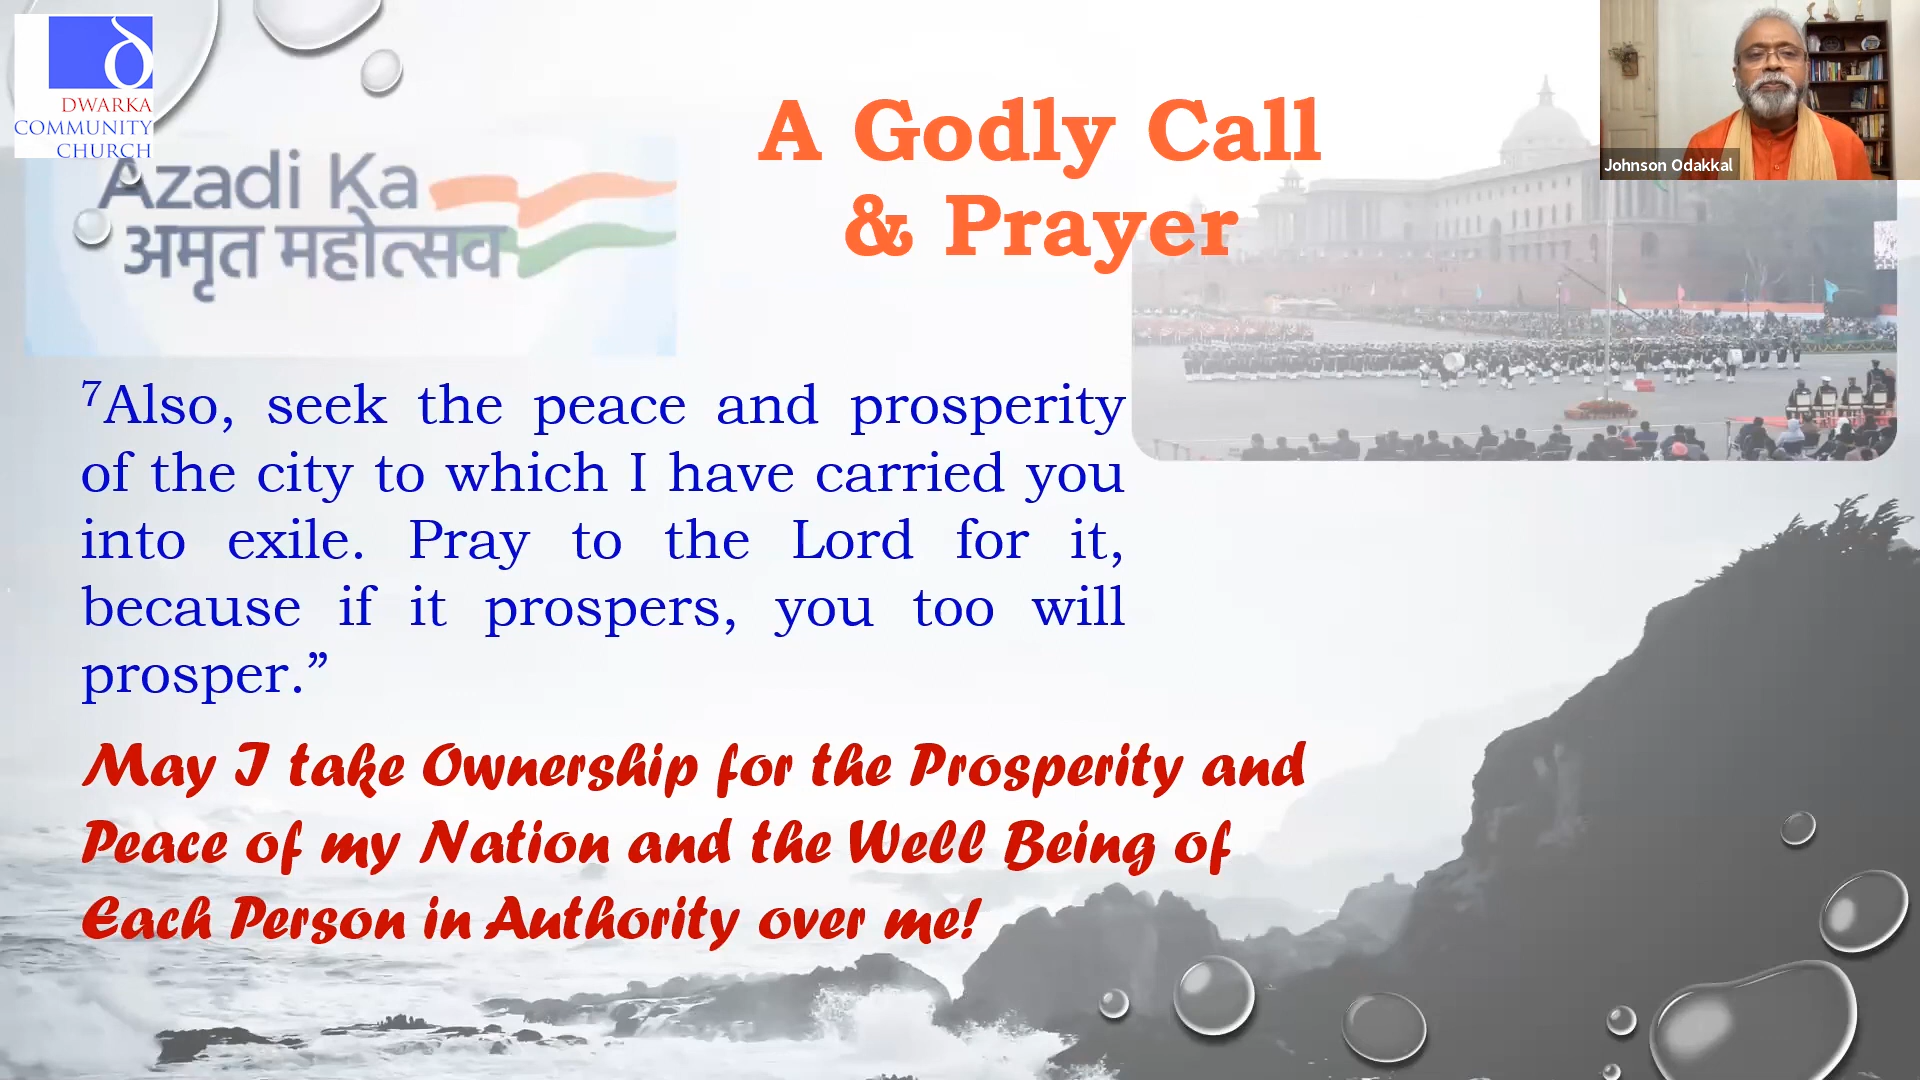 DWARKA
COMMUNITY
CHURCH
Azadi Ka
अमृत महोत्सव
A Godly Call
& Prayer
Johnson Odakkal
⁷Also, seek the peace and prosperity
of the city to which I have carried you
into exile. Pray to the Lord for it,
because if it prospers, you too will
prosper.”
May I take Ownership for the Prosperity and
Peace of my Nation and the Well Being of
Each Person in Authority over me!